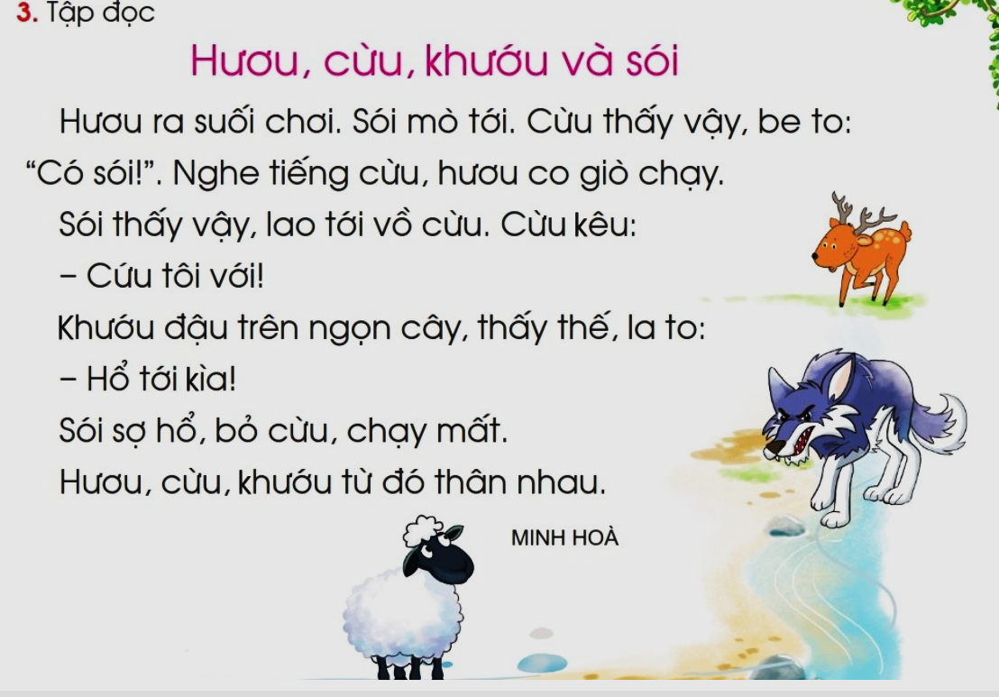 3. Tập đọc
Hươu, cừu, khướu và sói
Hươu ra suối chơi. Sói mò tới. Cừu thấy vậy, be to:
“Có sói!”. Nghe tiếng cừu, hươu co giò chạy.
Sói thấy vậy, lao tới vồ cừu. Cừu kêu:
– Cứu tôi với!
Khướu đậu trên ngọn cây, thấy thế, la to:
– Hổ tới kìa!
Sói sợ hổ, bỏ cừu, chạy mất.
Hươu, cừu, khướu từ đó thân nhau.
MINH HOÀ